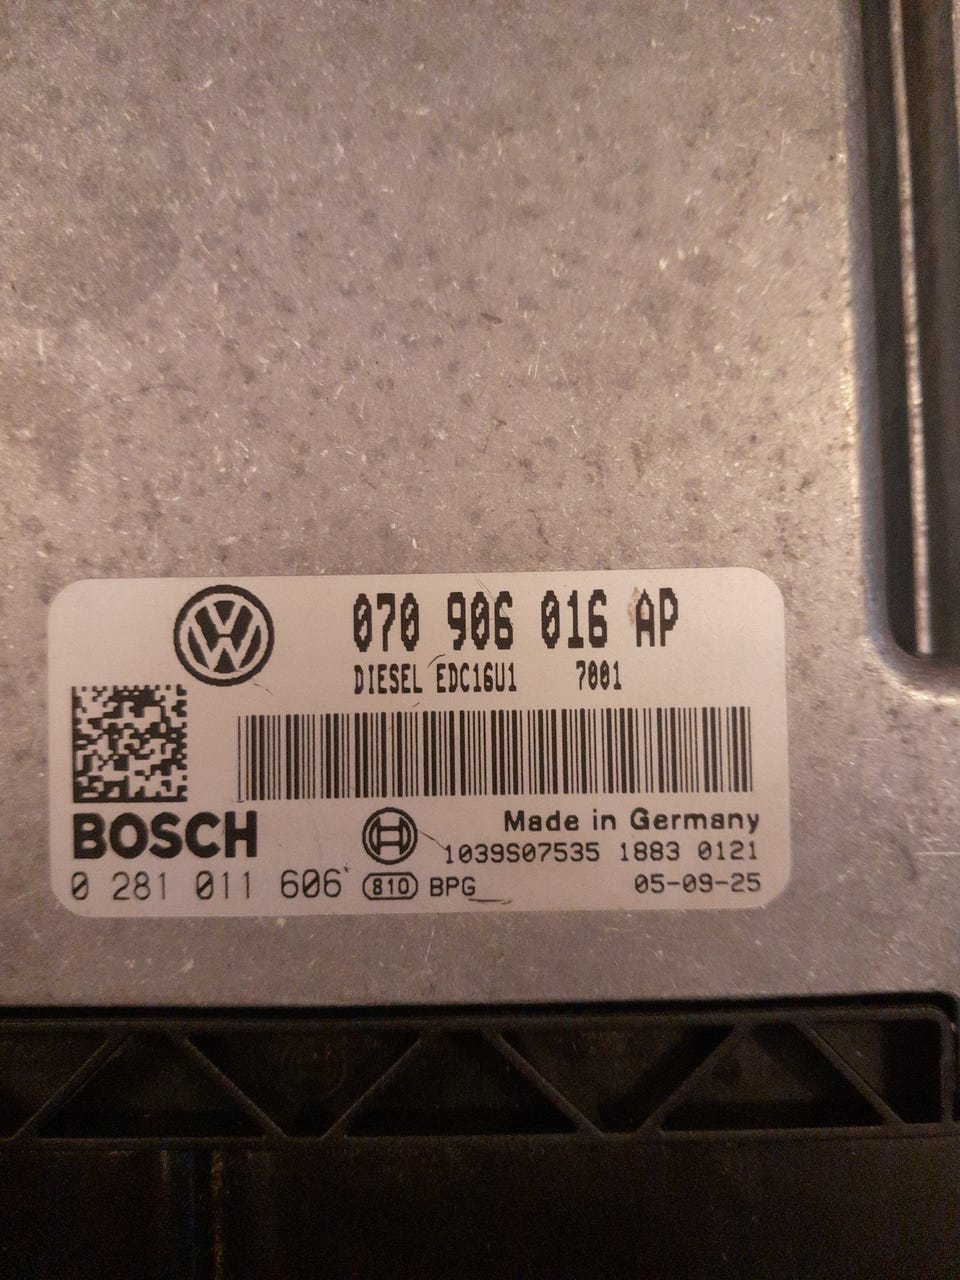 070 906 016 AP
DIESEL EDC16U1 7001
BOSCH
Made in Germany
1039S07535 1883 0121
0 281 011 606 810 BPG 05-09-25